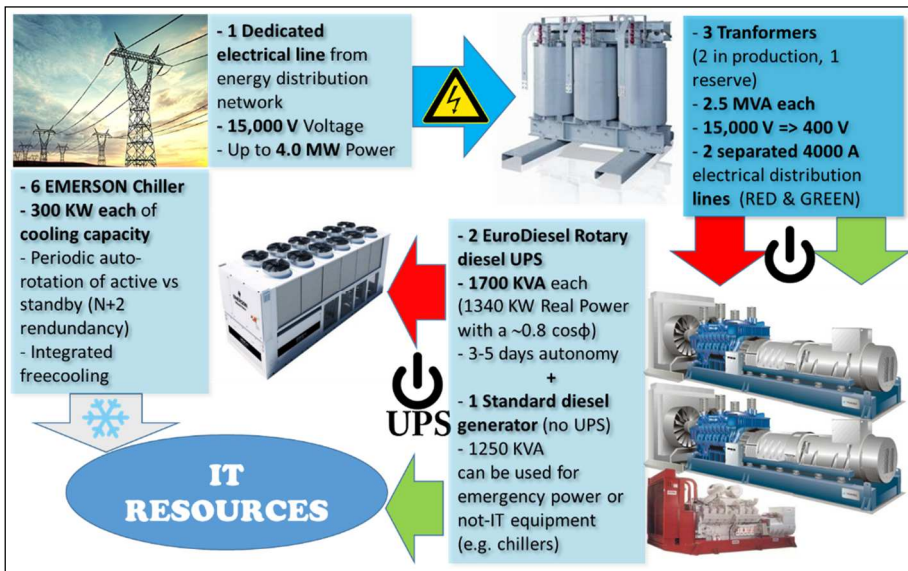 - 1 Dedicated
electrical line from
energy distribution
network
- 15,000 V Voltage
- Up to 4.0 MW Power
- 3 Tranformers
(2 in production, 1
reserve)
- 2.5 MVA each
- 15,000 V => 400 V
- 2 separated 4000 A
electrical distribution
lines (RED & GREEN)
- 6 EMERSON Chiller
- 300 KW each of
cooling capacity
- Periodic auto-
rotation of active vs
standby (N+2
rendundancy)
- Integrated
freecooling
- 2 EuroDiesel Rotary
diesel UPS
- 1700 KVA each
(1340 KW Real Power
with a ~0.8 cosϕ)
- 3-5 days autonomy
+
- 1 Standard diesel
generator (no UPS)
- 1250 KVA
can be used for
emergency power or
not-IT equipment
(e.g. chillers)
UPS
IT
RESOURCES